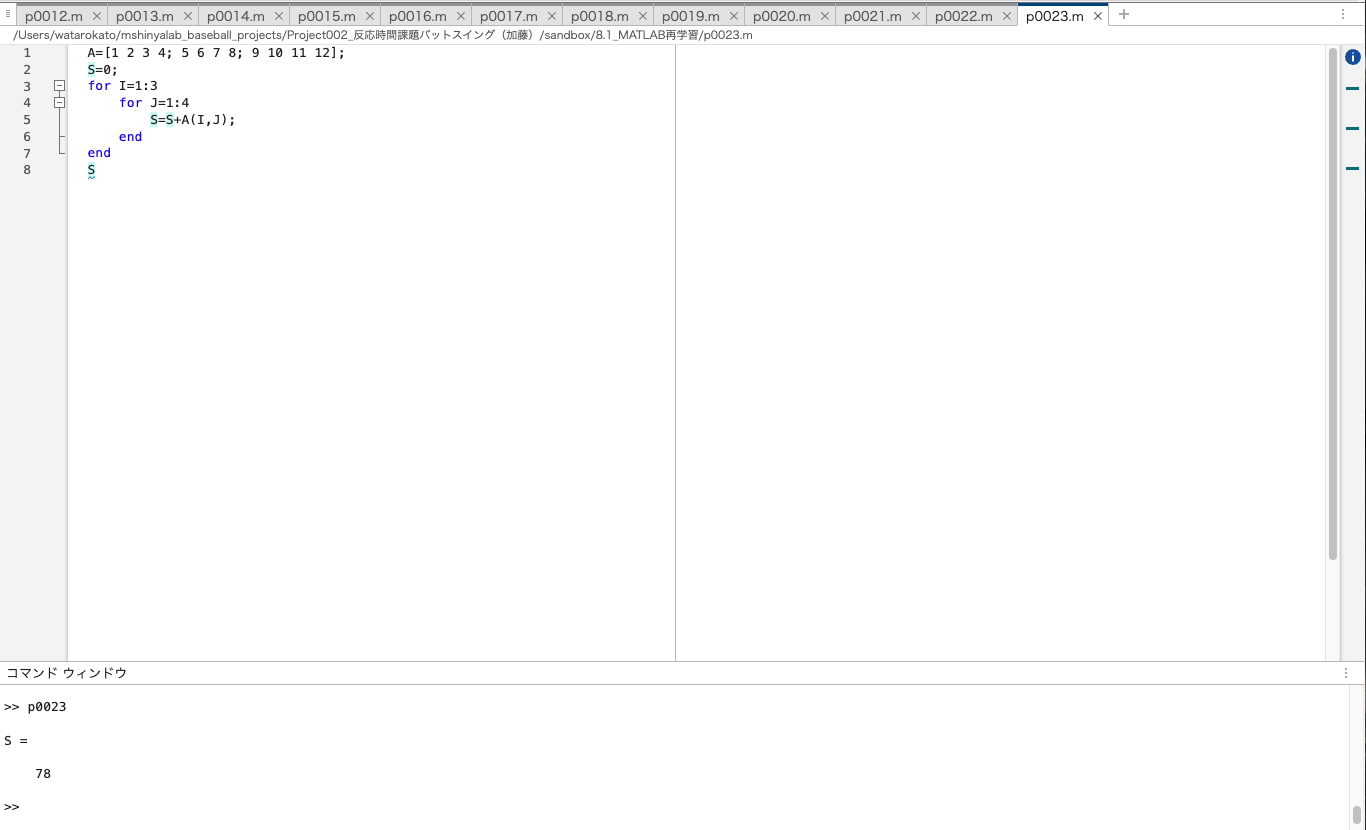 p0012.m × p0013.m × p0014.m × p0015.m × p0016.m × p0017.m × p0018.m × p0019.m × p0020.m × p0021.m × p0022.m × p0023.m × +
/Users/watarokato/mshinyalab_baseball_projects/Project002_反応時間課題バットスイング（加藤）/sandbox/8.1_MATLAB再学習/p0023.m
1 A=[1 2 3 4; 5 6 7 8; 9 10 11 12];
2 S=0;
3 for I=1:3
4 for J=1:4
5 S=S+A(I,J);
6 end
7 end
8 S
コマンド ウィンドウ
>> p0023
S =
78
>>